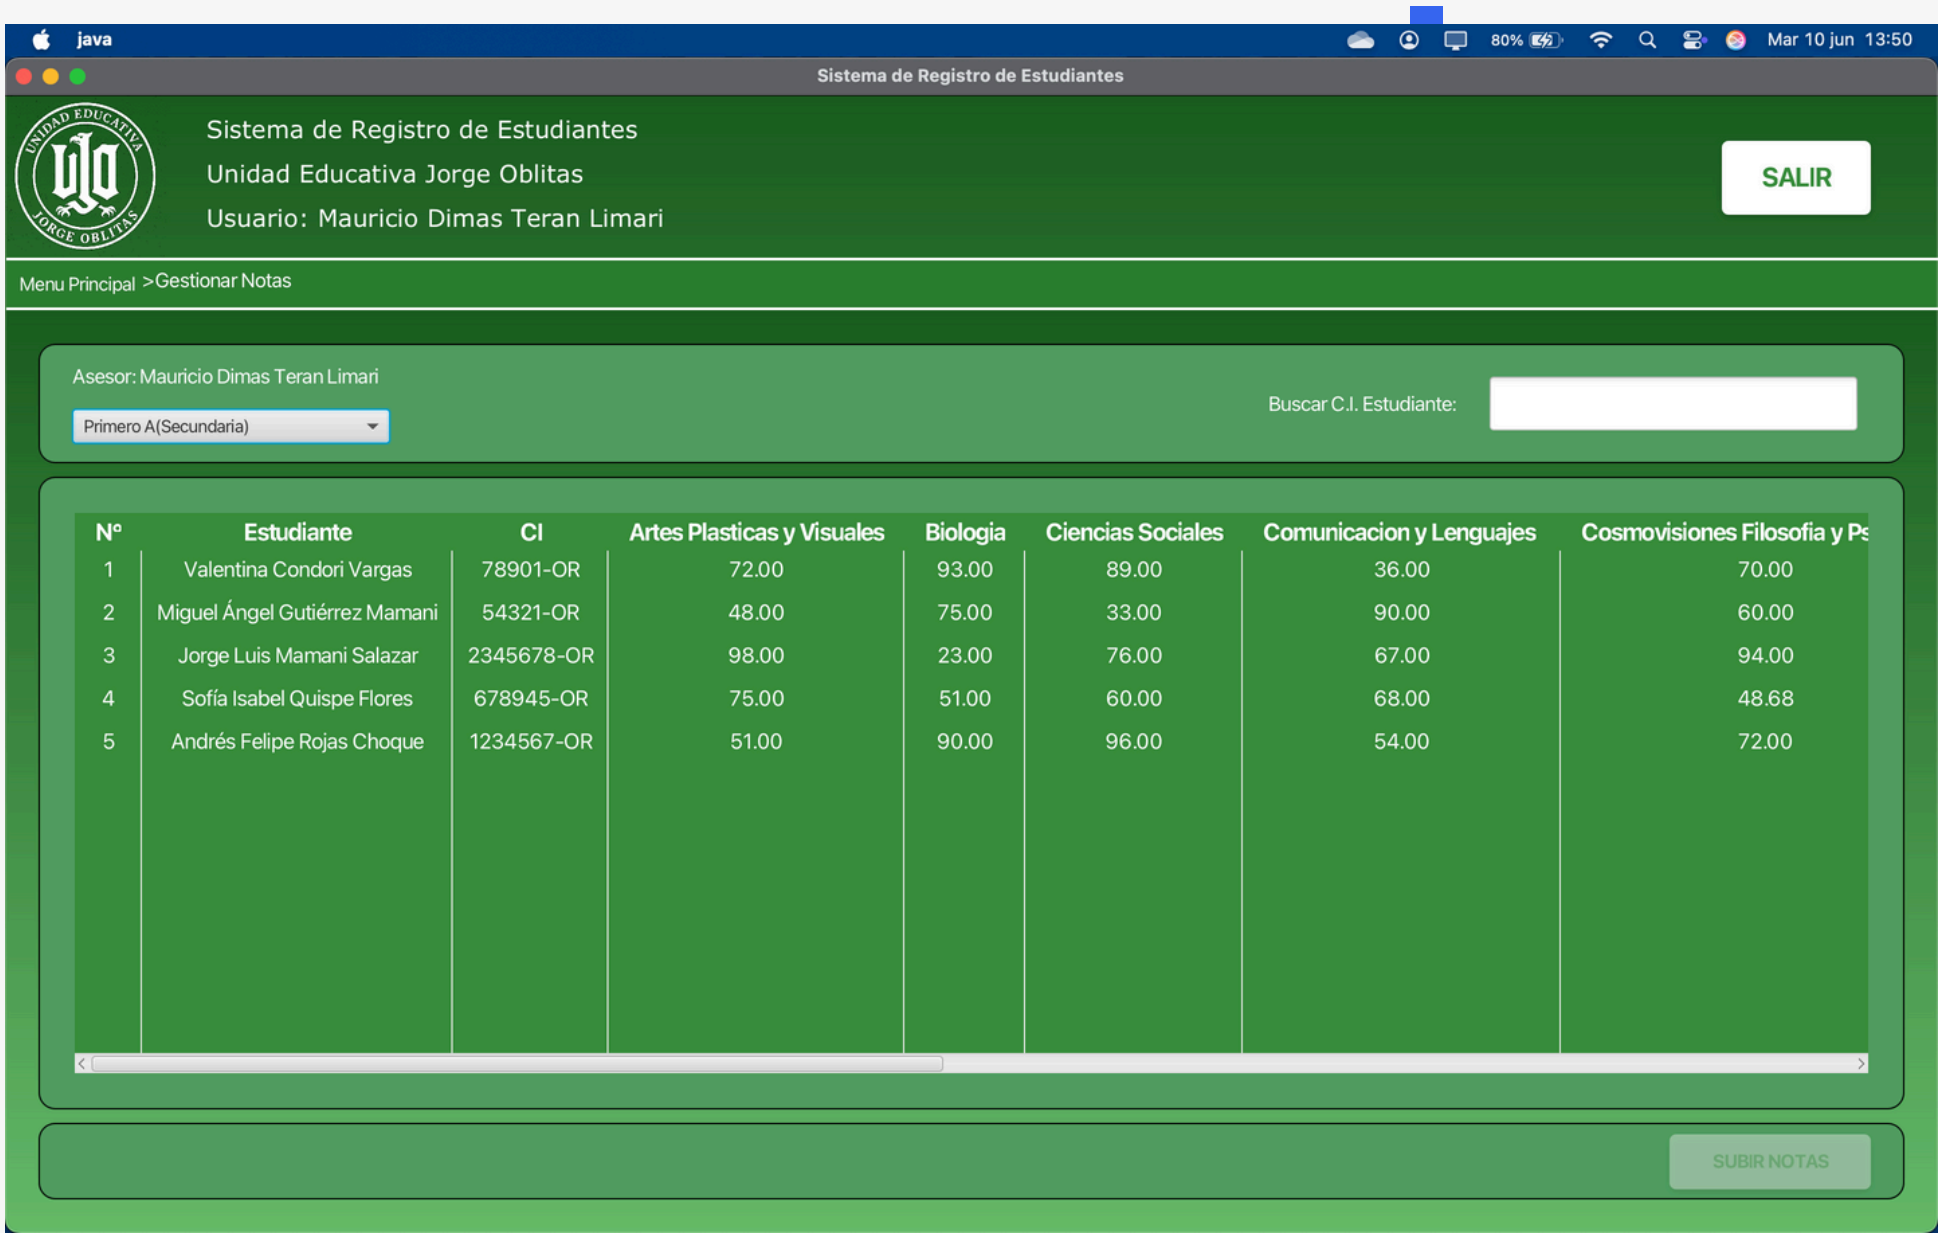 java
80%
Mar 10 jun 13:50
Sistema de Registro de Estudiantes
UNIDAD EDUCATIVA
UJO
JORGE OBLITAS
Sistema de Registro de Estudiantes
Unidad Educativa Jorge Oblitas
Usuario: Mauricio Dimas Teran Limari
SALIR
Menu Principal >Gestionar Notas
Asesor: Mauricio Dimas Teran Limari
Primero A(Secundaria)
Buscar C.I. Estudiante:
Nº Estudiante CI Artes Plasticas y Visuales Biologia Ciencias Sociales Comunicacion y Lenguajes Cosmovisiones Filosofia y Ps
1 Valentina Condori Vargas 78901-OR 72.00 93.00 89.00 36.00 70.00
2 Miguel Ángel Gutiérrez Mamani 54321-OR 48.00 75.00 33.00 90.00 60.00
3 Jorge Luis Mamani Salazar 2345678-OR 98.00 23.00 76.00 67.00 94.00
4 Sofía Isabel Quispe Flores 678945-OR 75.00 51.00 60.00 68.00 48.68
5 Andrés Felipe Rojas Choque 1234567-OR 51.00 90.00 96.00 54.00 72.00
SUBIR NOTAS